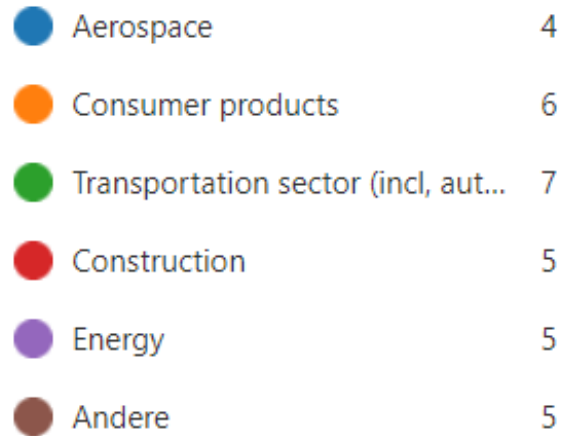 Aerospace 4
Consumer products 6
Transportation sector (incl, aut... 7
Construction 5
Energy 5
Andere 5